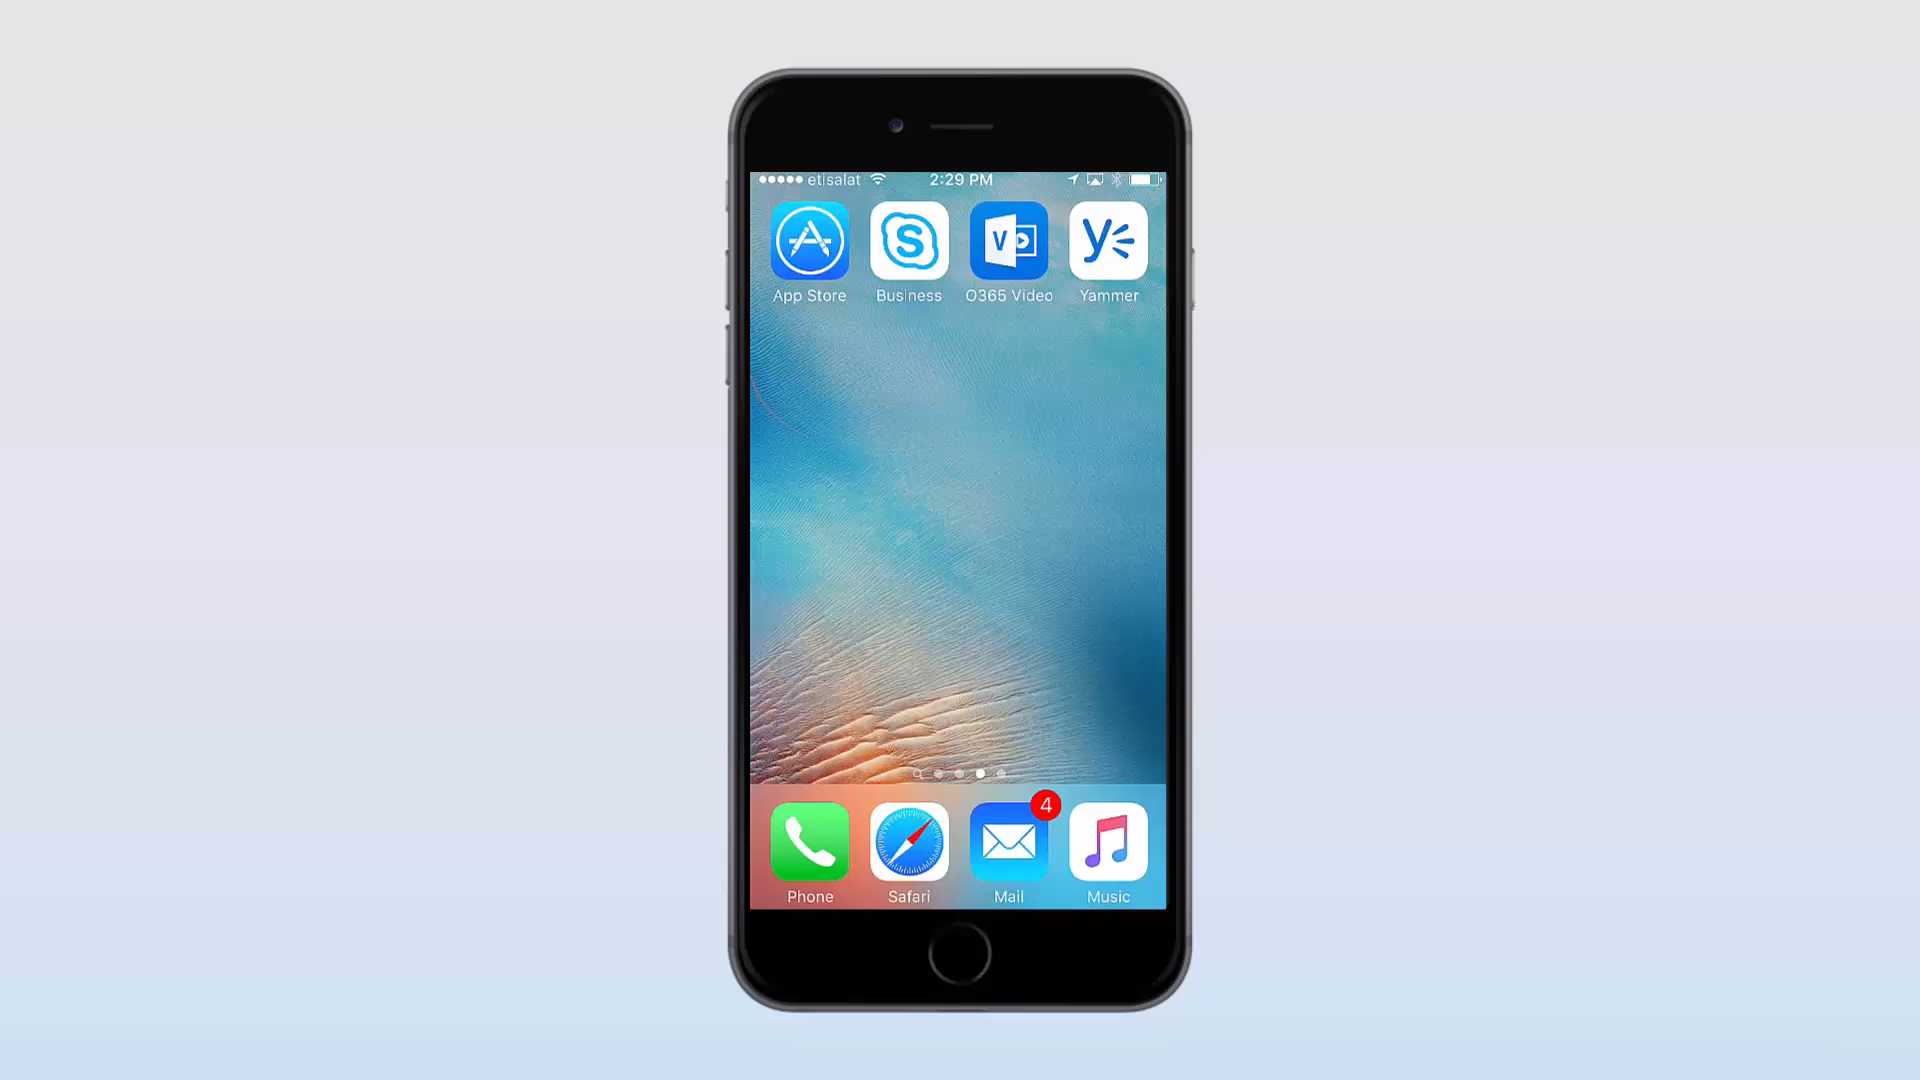 etisalat 2:29 PM
App Store Business O365 Video Yammer
4
Phone Safari Mail Music